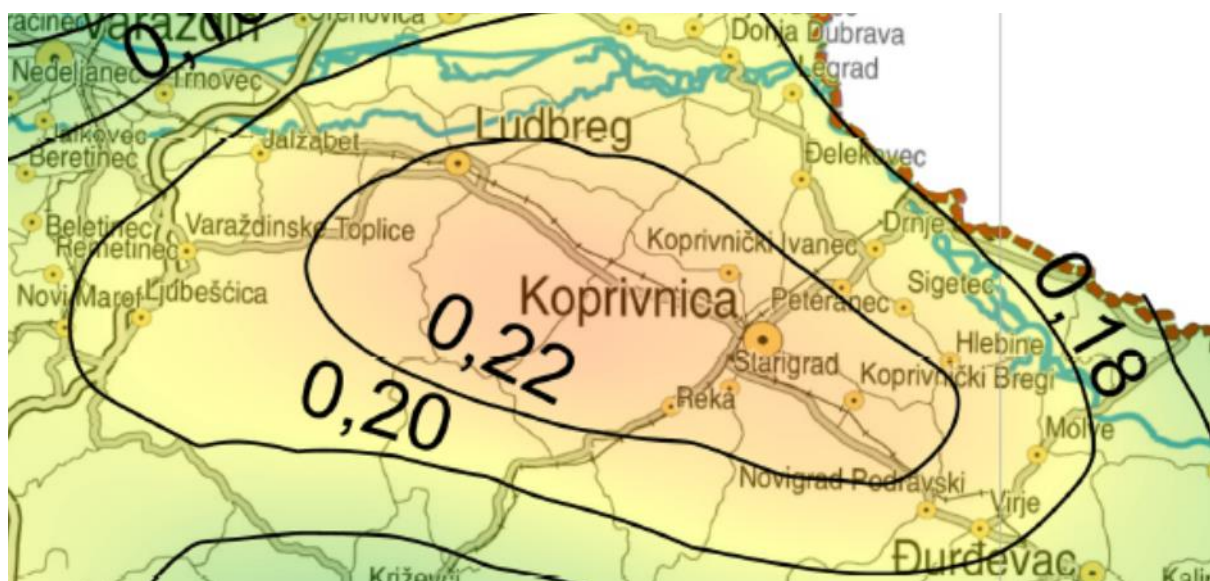 Varaždin
Donja Dubrava
Nedeljanec
Trnovec
Legrad
Jalkovec
Ludbreg
Jalžabet
Beretinec
Đelekovec
Beletinec
Varaždinske Toplice
Drnje
Remetinec
Koprivnički Ivanec
0,18
Sigetec
Novi Marof
Ljubešćica
Koprivnica
Peteranec
0,22
Hlebine
Starigrad
Koprivnički Bregi
0,20
Reka
Molve
Novigrad Podravski
Virje
Đurđevac
Križevci